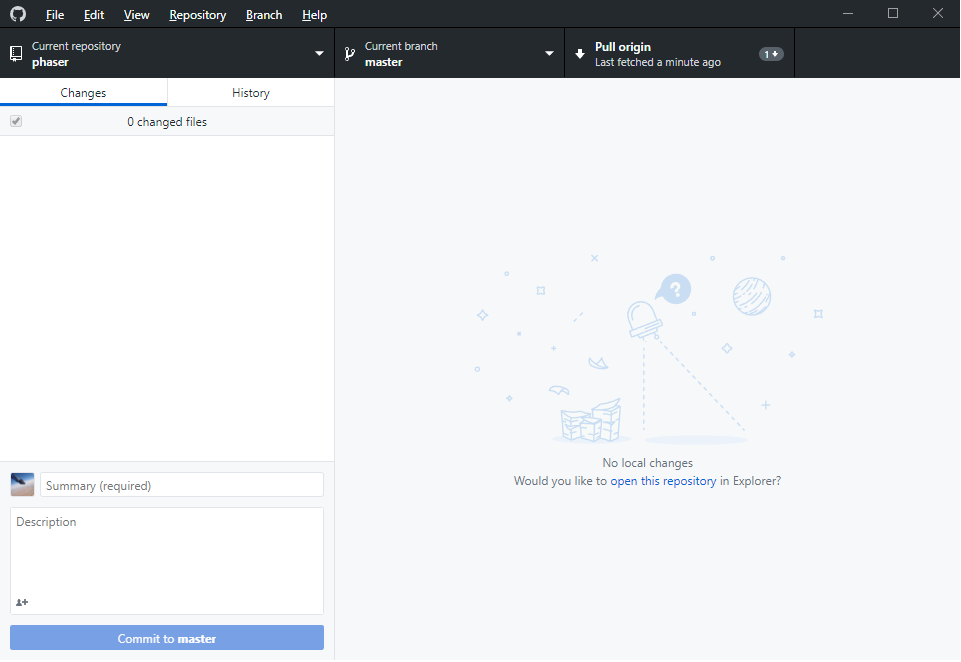 File Edit View Repository Branch Help
Current repository
phaser
Current branch
master
Pull origin
Last fetched a minute ago
1
Changes
History
0 changed files
?
No local changes
Would you like to open this repository in Explorer?
Summary (required)
Description
Commit to master